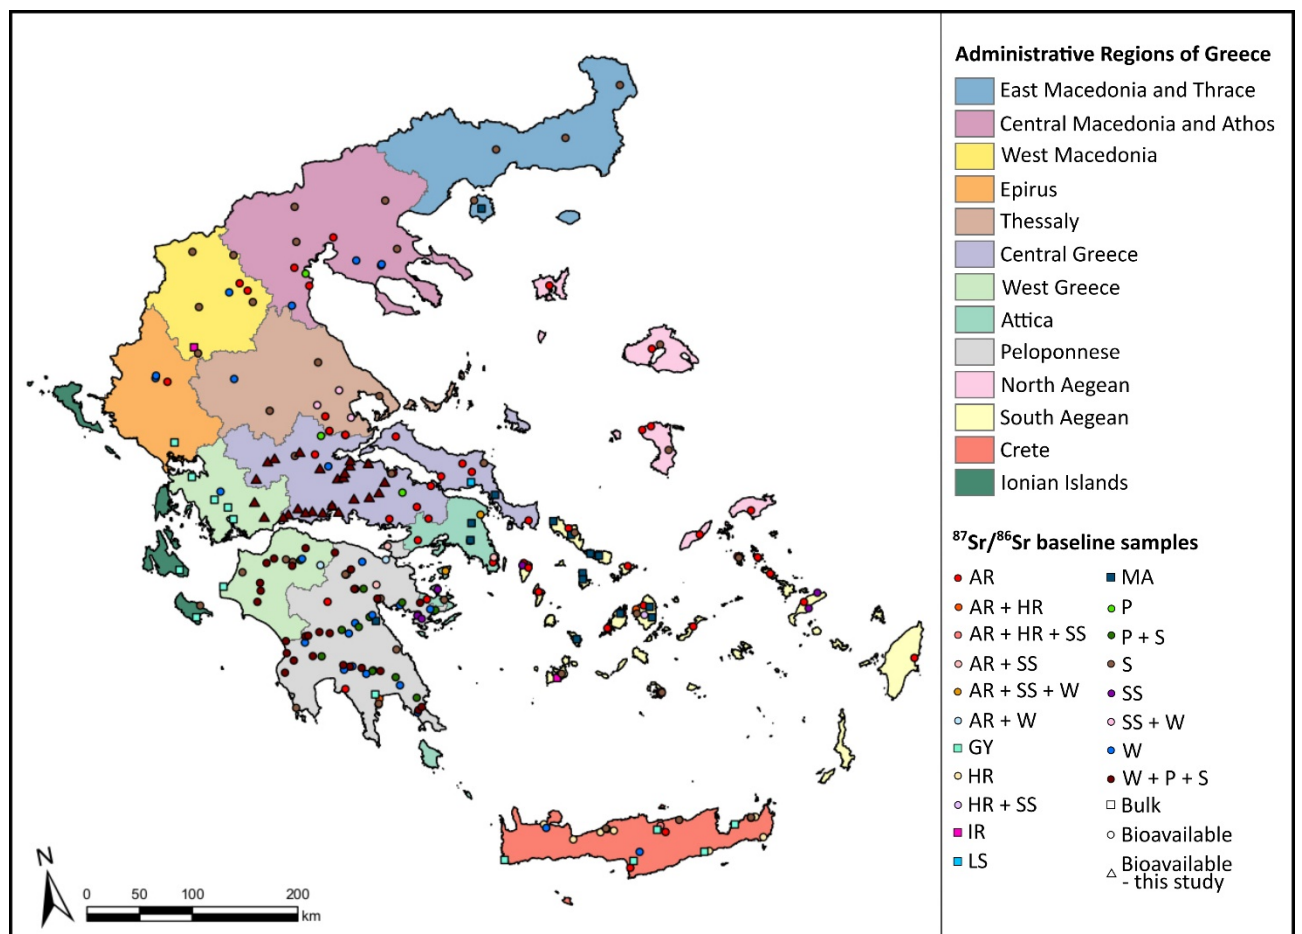 Administrative Regions of Greece
East Macedonia and Thrace
Central Macedonia and Athos
West Macedonia
Epirus
Thessaly
Central Greece
West Greece
Attica
Peloponnese
North Aegean
South Aegean
Crete
Ionian Islands
⁸⁷Sr/⁸⁶Sr baseline samples
AR
AR + HR
AR + HR + SS
AR + SS
AR + SS + W
AR + W
GY
HR
HR + SS
IR
LS
MA
P
P + S
S
SS
SS + W
W
W + P + S
Bulk
Bioavailable
Bioavailable
- this study
N
0 50 100 200
km